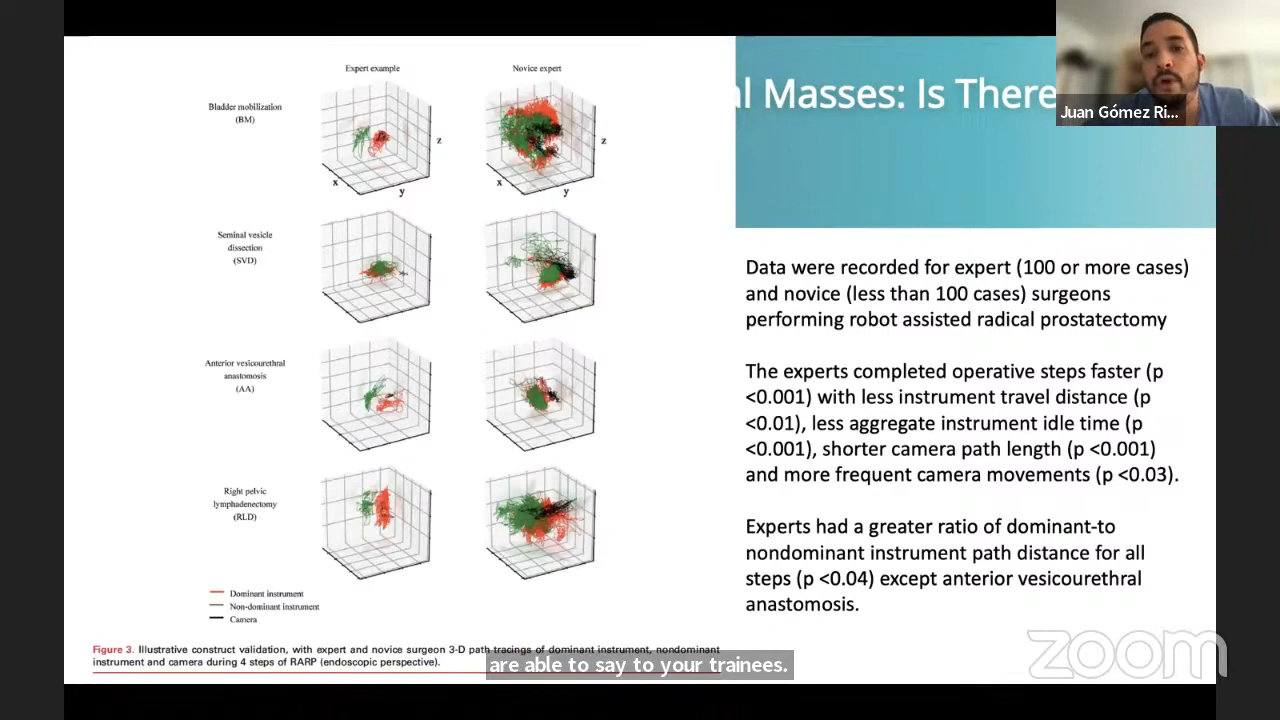 Expert example
Novice expert
Bladder mobilization
(BM)
z
z
x
y
x
y
Seminal vesicle
dissection
(SVD)
Anterior vesicourethral
anastomosis
(AA)
Right pelvic
lymphadenectomy
(RLD)
Dominant instrument
Non-dominant instrument
Camera
Figure 3. Illustrative construct validation, with expert and novice surgeon 3-D path tracings of dominant instrument, nondominant
instrument and camera during 4 steps of RARP (endoscopic perspective).
al Masses: Is There
Juan Gómez Ri...
Data were recorded for expert (100 or more cases)
and novice (less than 100 cases) surgeons
performing robot assisted radical prostatectomy
The experts completed operative steps faster (p
<0.001) with less instrument travel distance (p
<0.01), less aggregate instrument idle time (p
<0.001), shorter camera path length (p <0.001)
and more frequent camera movements (p <0.03).
Experts had a greater ratio of dominant-to
nondominant instrument path distance for all
steps (p <0.04) except anterior vesicourethral
anastomosis.
zoom
are able to say to your trainees.